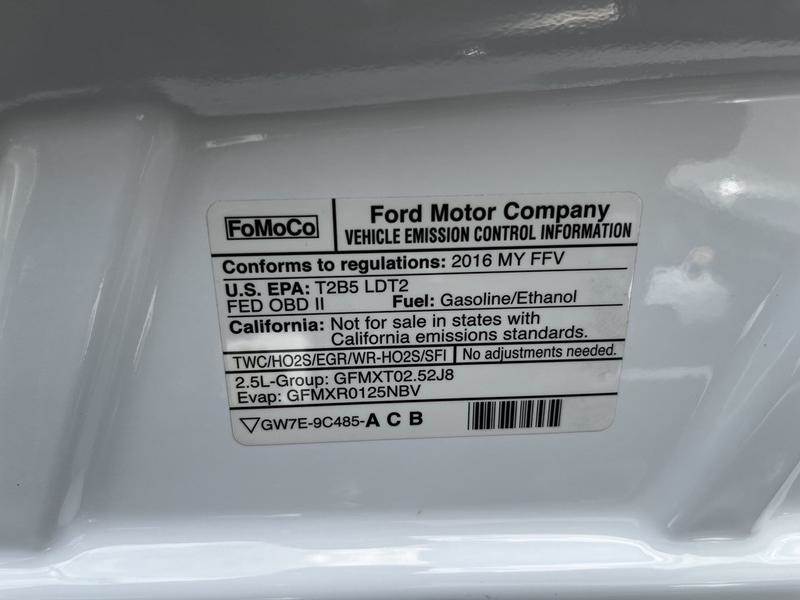 FoMoCo
Ford Motor Company
VEHICLE EMISSION CONTROL INFORMATION
Conforms to regulations: 2016 MY FFV
U.S. EPA: T2B5 LDT2
FED OBD II Fuel: Gasoline/Ethanol
California: Not for sale in states with
California emissions standards.
TWC/HO2S/EGR/WR-HO2S/SFI No adjustments needed.
2.5L-Group: GFMXT02.52J8
Evap: GFMXR0125NBV
▽GW7E-9C485-A C B